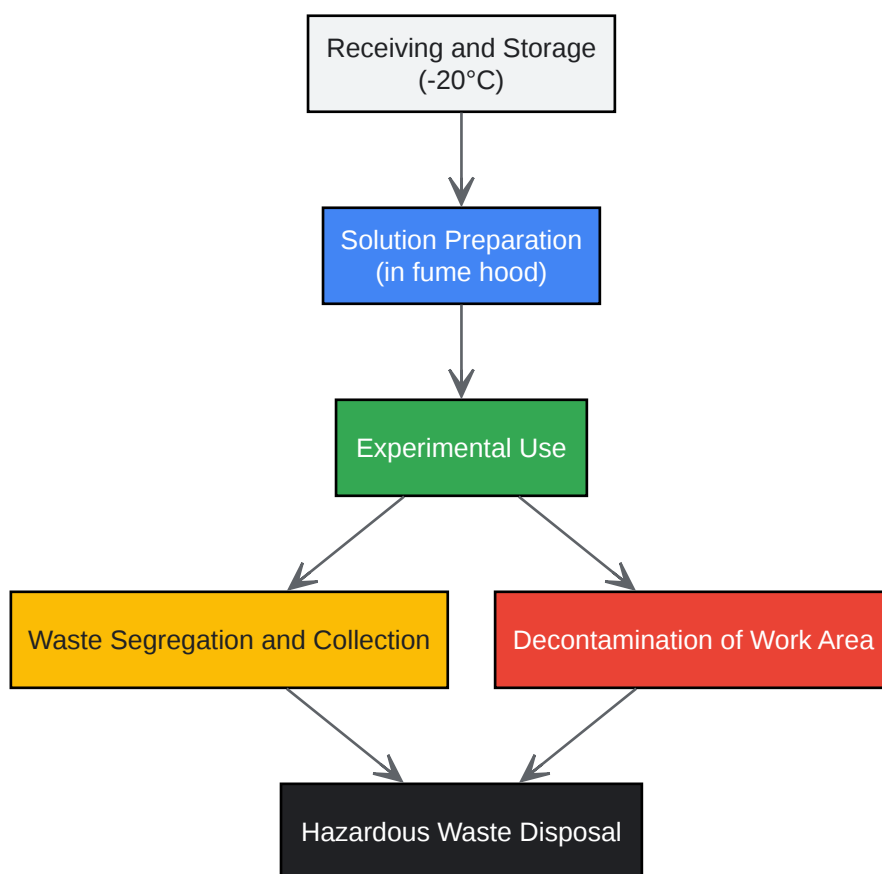 Receiving and Storage
(-20°C)
Solution Preparation
(in fume hood)
Experimental Use
Waste Segregation and Collection
Decontamination of Work Area
Hazardous Waste Disposal